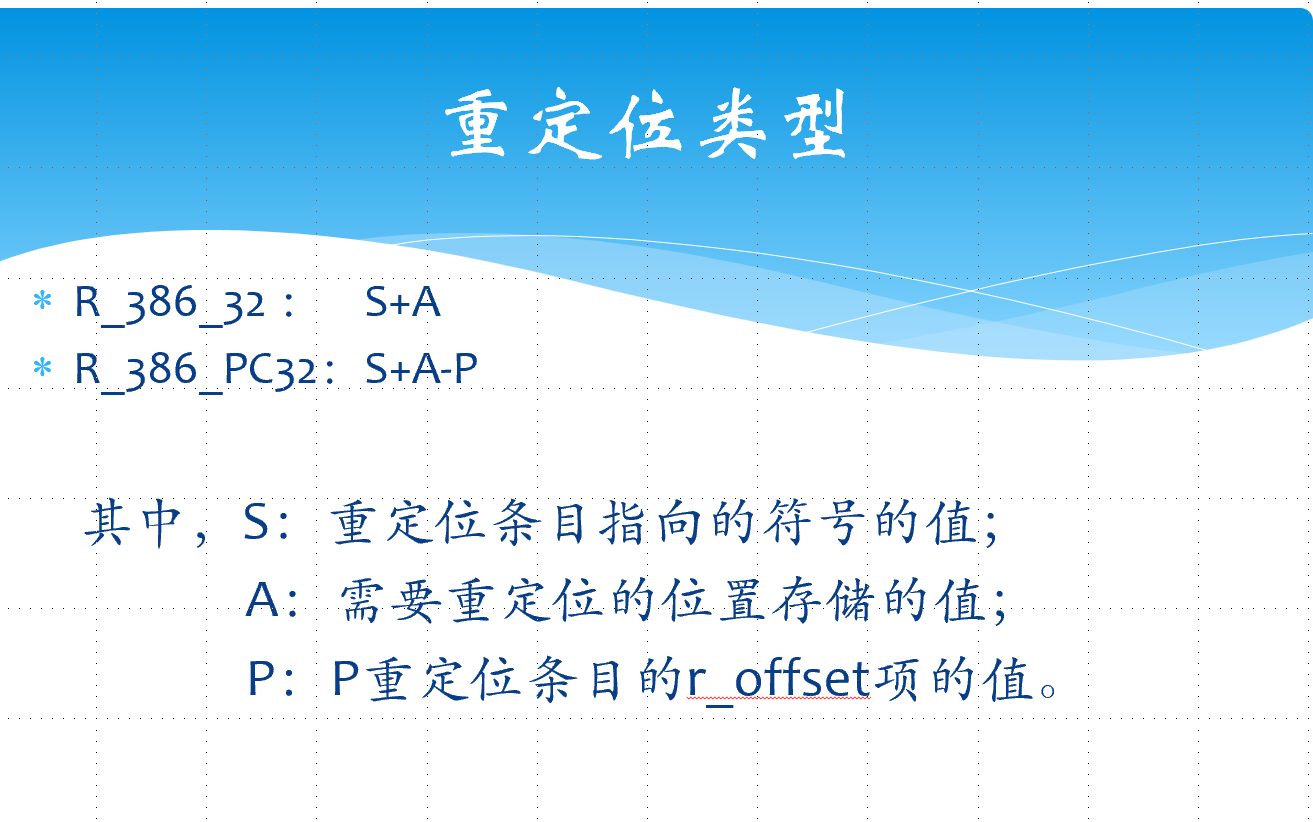 重定位类型
* R_386_32： S+A
* R_386_PC32： S+A-P
其中，S：重定位条目指向的符号的值；
A：需要重定位的位置存储的值；
P：P重定位条目的r_offset项的值。